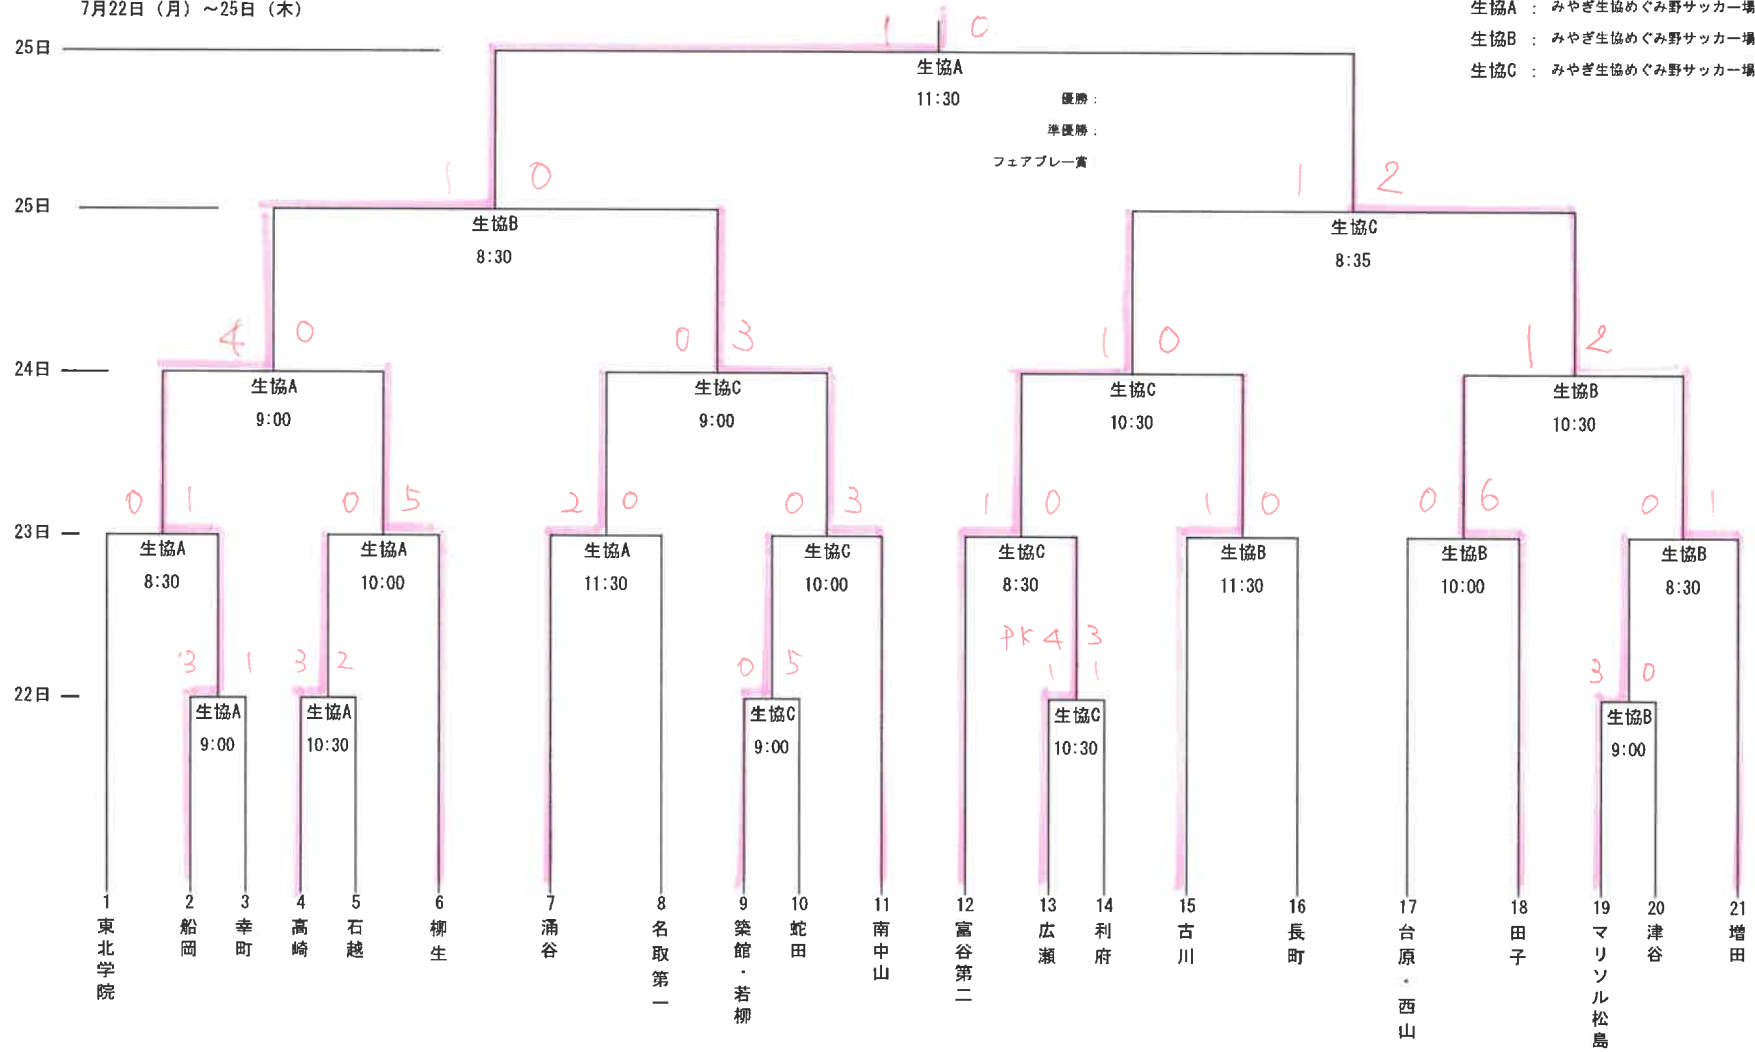 7月22日（月）～25日（木）
生協A ： みやぎ生協めぐみ野サッカー場
生協B ： みやぎ生協めぐみ野サッカー場
生協C ： みやぎ生協めぐみ野サッカー場
25日
1 0
生協A
11:30
優勝：
準優勝：
フェアプレー賞
25日
1 0
生協B
8:30
1 2
生協C
8:35
24日
4 0
生協A
9:00
0 3
生協C
9:00
1 0
生協C
10:30
1 2
生協B
10:30
23日
0 1
生協A
8:30
0 5
生協A
10:00
2 0
生協A
11:30
0 3
生協C
10:00
1 0
生協C
8:30
1 0
生協B
11:30
0 6
生協B
10:00
0 1
生協B
8:30
22日
3 1
生協A
9:00
3 2
生協A
10:30
0 5
生協C
9:00
PK 4 3
1 1
生協C
10:30
3 0
生協B
9:00
1 東北学院
2 船岡
3 幸町
4 高崎
5 石越
6 柳生
7 涌谷
8 名取第一
9 築館・若柳
10 蛇田
11 南中山
12 富谷第二
13 広瀬
14 利府
15 古川
16 長町
17 台原・西山
18 田子
19 マリソル松島
20 津谷
21 増田